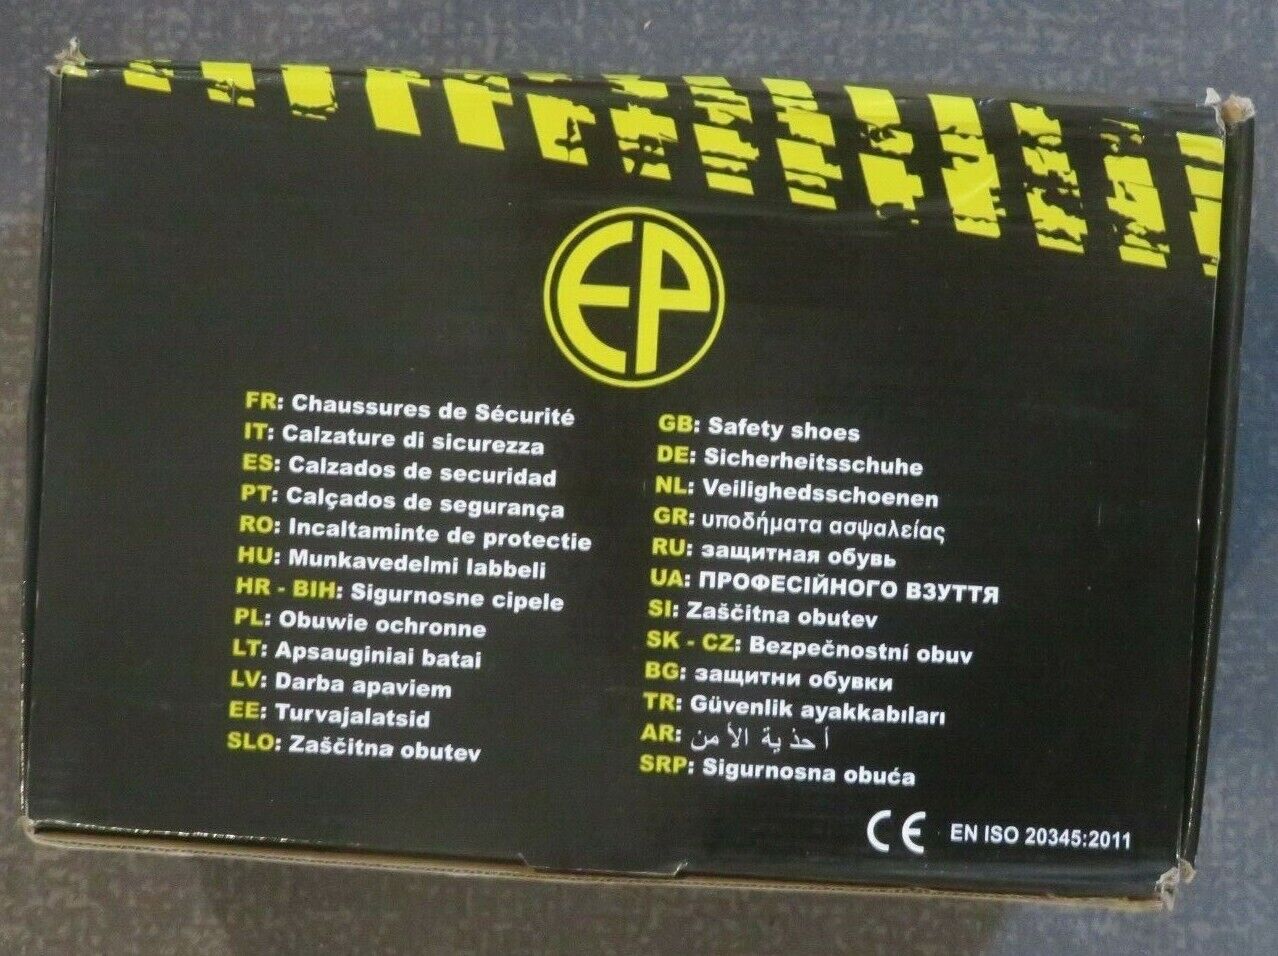 EP
FR: Chaussures de Sécurité
IT: Calzature di sicurezza
ES: Calzados de securidad
PT: Calçados de segurança
RO: Incaltaminte de protectie
HU: Munkavedelmi labbeli
HR - BIH: Sigurnosne cipele
PL: Obuwie ochronne
LT: Apsauginiai batai
LV: Darba apaviem
EE: Turvajalatsid
SLO: Zaščitna obutev
GB: Safety shoes
DE: Sicherheitsschuhe
NL: Veilighedsschoenen
GR: υποδήματα ασψαλείας
RU: защитная обувь
UA: ПРОФЕСІЙНОГО ВЗУТТЯ
SI: Zaščitna obutev
SK - CZ: Bezpečnostní obuv
BG: защитни обувки
TR: Güvenlik ayakkabıları
AR: أحذية الأمن
SRP: Sigurnosna obuća
CE EN ISO 20345:2011